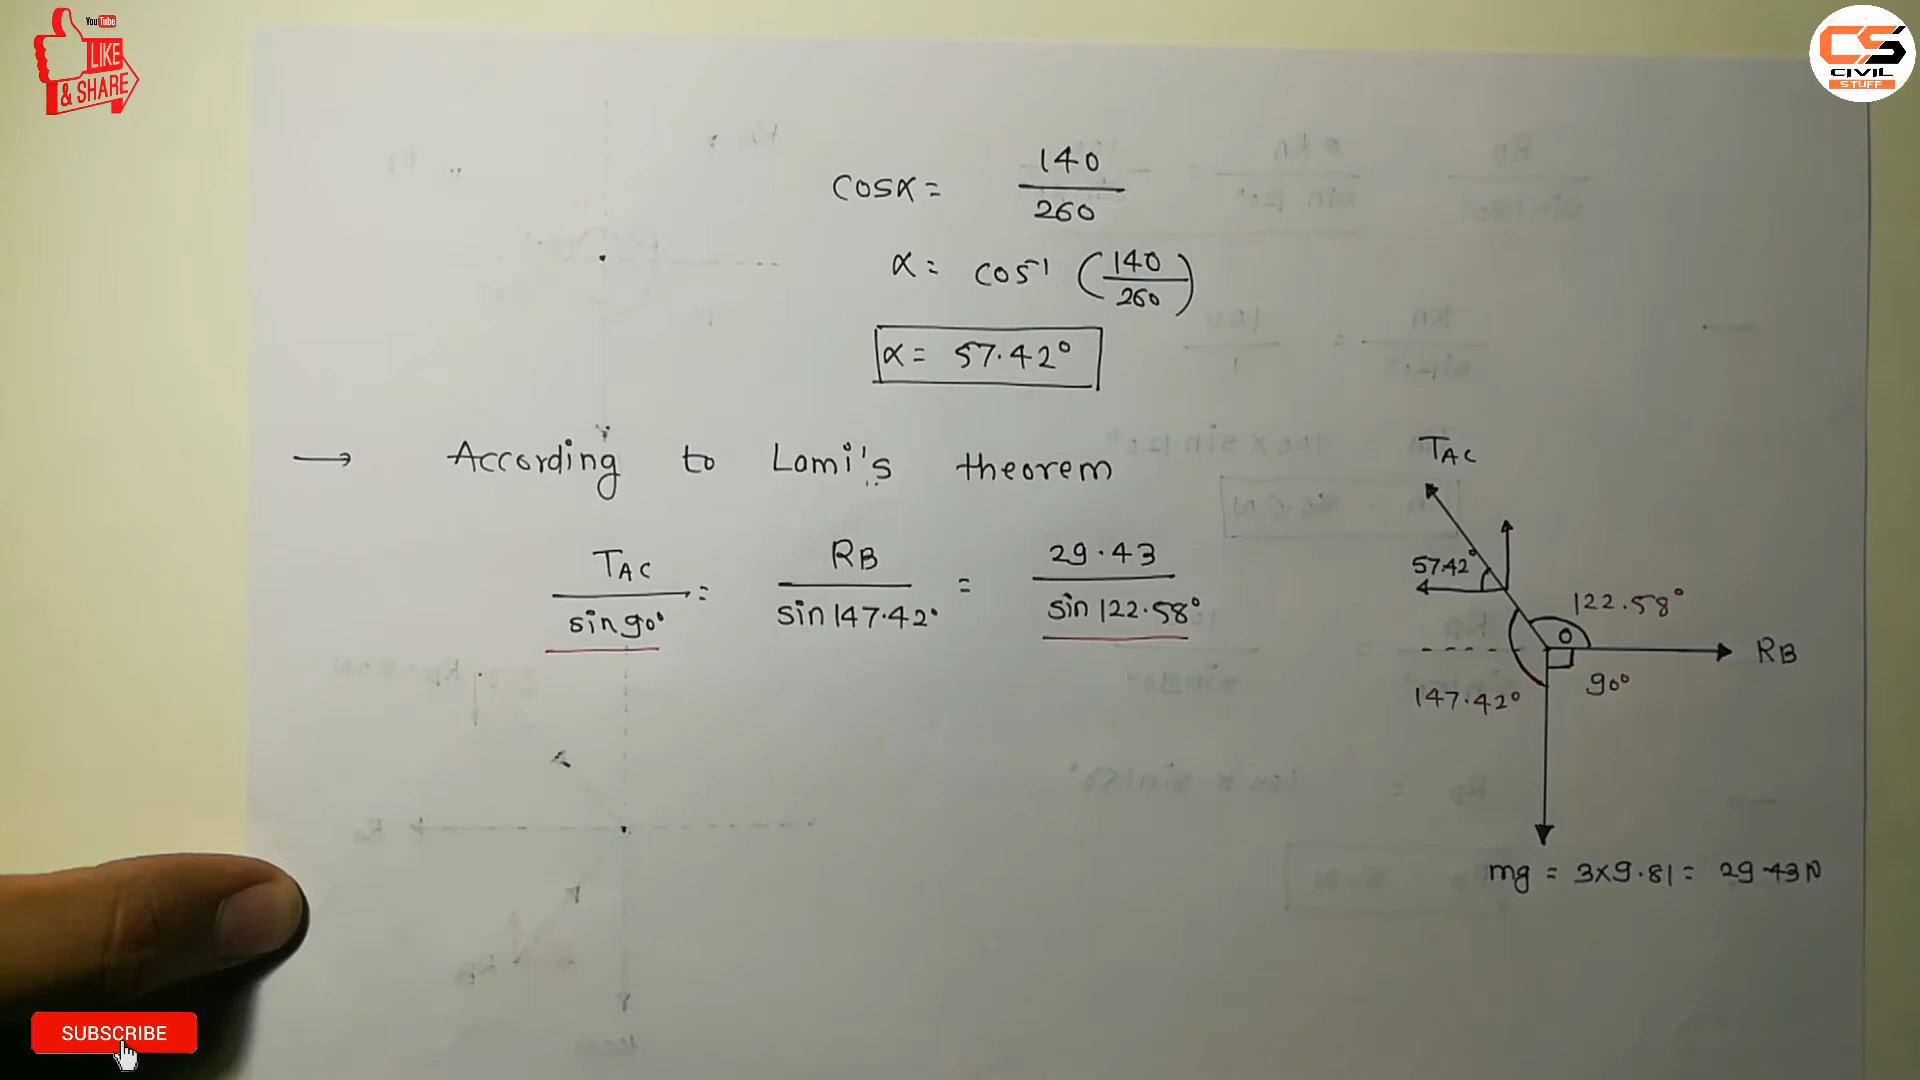 YouTube
LIKE
& SHARE
CS
CIVIL
STUFF
cosα = 140 / 260
α = cos⁻¹ (140 / 260)
α = 57.42°
→ According to Lami's theorem
TAC / sin90° = RB / sin147.42° = 29.43 / sin122.58°
TAC
57.42°
122.58°
RB
90°
147.42°
mg = 3×9.81 = 29.43N
SUBSCRIBE